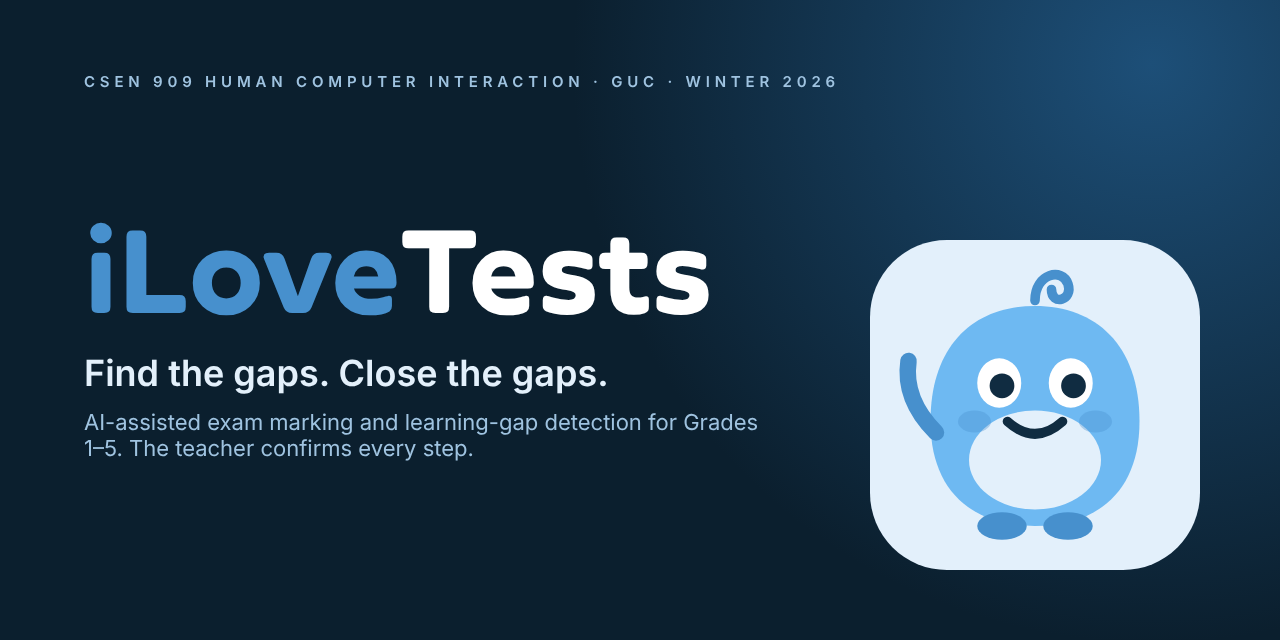 CSEN 909 HUMAN COMPUTER INTERACTION · GUC · WINTER 2026
iLoveTests
Find the gaps. Close the gaps.
AI-assisted exam marking and learning-gap detection for Grades
1–5. The teacher confirms every step.